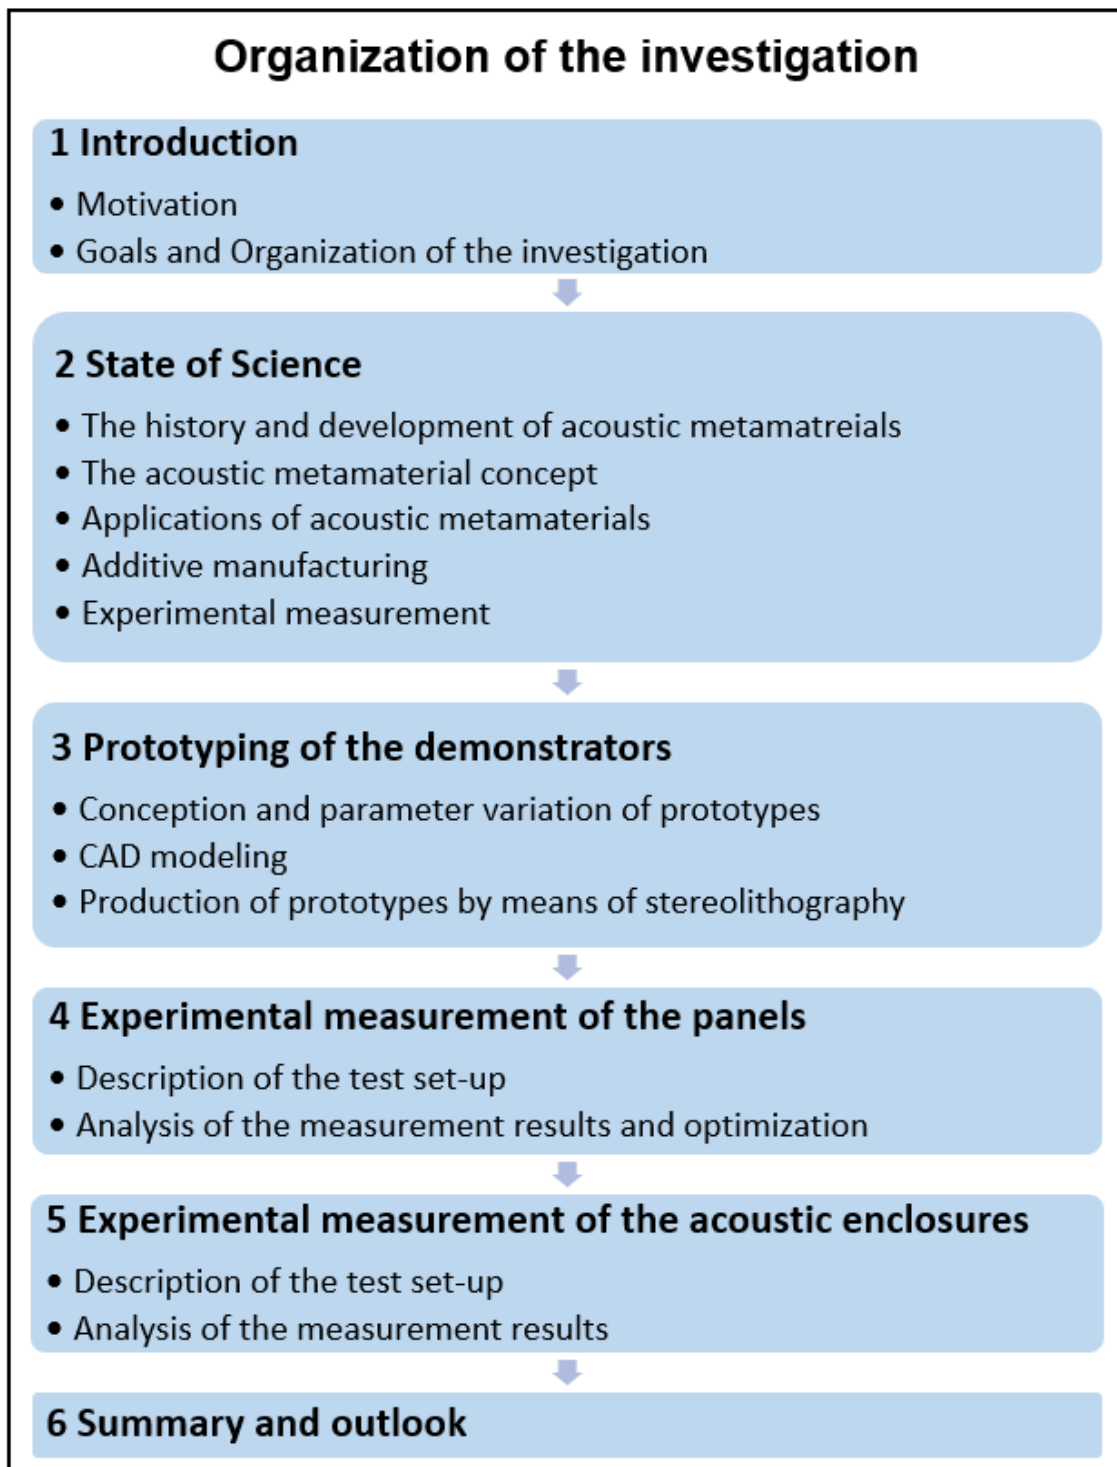 Organization of the investigation
1 Introduction
• Motivation
• Goals and Organization of the investigation
2 State of Science
• The history and development of acoustic metamatreials
• The acoustic metamaterial concept
• Applications of acoustic metamaterials
• Additive manufacturing
• Experimental measurement
3 Prototyping of the demonstrators
• Conception and parameter variation of prototypes
• CAD modeling
• Production of prototypes by means of stereolithography
4 Experimental measurement of the panels
• Description of the test set-up
• Analysis of the measurement results and optimization
5 Experimental measurement of the acoustic enclosures
• Description of the test set-up
• Analysis of the measurement results
6 Summary and outlook